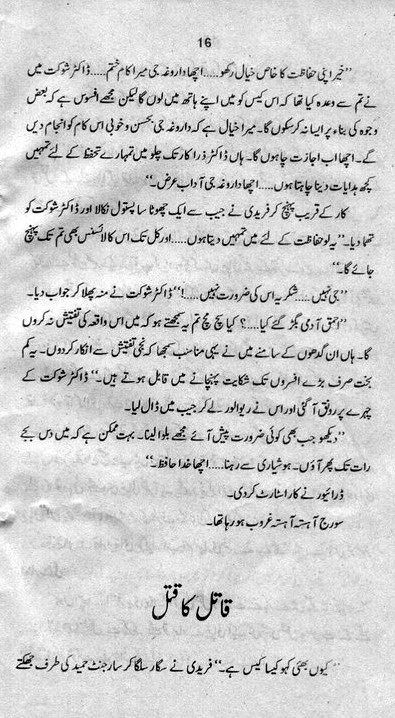 16
”خیر اپنی حفاظت کا خاص خیال رکھو.....اچھا داروغہ جی میرا کام ختم.....ڈاکٹر شوکت میں
نے تم سے وعدہ کیا تھا کہ اس کیس کو میں اپنے ہاتھ میں لوں گا لیکن مجھے افسوس ہے کہ بعض
وجوہ کی بناء پر ایسا نہ کر سکوں گا۔ میرا خیال ہے کہ داروغہ جی بحسن و خوبی اس کام کو انجام دیں
گے۔ اچھا اب اجازت چاہوں گا۔ ہاں ڈاکٹر ذرا کار تک چلو میں تمہارے تحفظ کے لئے تمہیں
کچھ ہدایات دینا چاہتا ہوں.....اچھا داروغہ جی آداب عرض۔“
کار کے قریب پہنچ کر فریدی نے جیب سے ایک چھوٹا سا پستول نکالا اور ڈاکٹر شوکت کو
تھما دیا۔ ”یہ لو حفاظت کے لئے میں تمہیں دیتا ہوں.....اور کل تک اس کا لائسنس بھی تم تک پہنچ
جائے گا۔“
”جی نہیں.....شکریہ اس کی ضرورت نہیں.....!“ ڈاکٹر شوکت نے منہ پھلا کر جواب دیا۔
”احمق آدمی بگڑ گئے کیا.....؟ کیا سچ مچ تم یہ سمجھتے ہو کہ میں اس واقعہ کی تفتیش نہ کروں
گا۔ ہاں ان گدھوں کے سامنے میں نے یہی مناسب سمجھا کہ نجی تفتیش سے انکار کردوں۔ یہ کم
بخت صرف بڑے افسروں تک شکایت پہنچانے میں قابل ہوتے ہیں۔“ ڈاکٹر شوکت کے
چہرے پر رونق آ گئی اور اس نے ریوالور لے کر جیب میں ڈال لیا۔
”دیکھو جب بھی کوئی ضرورت پیش آئے مجھے بلوا لینا۔ بہت ممکن ہے کہ میں دس بجے
رات تک پھر آؤں۔ ہوشیاری سے رہنا.....اچھا خدا حافظ۔“
ڈرائیور نے کار اسٹارٹ کردی۔
سورج آہستہ آہستہ غروب ہو رہا تھا۔
قاتل کا قتل
”کیوں بھئی کہو کیسا کیس ہے۔“ فریدی نے سگار سلگا کر سارجنٹ حمید کی طرف جھکتے